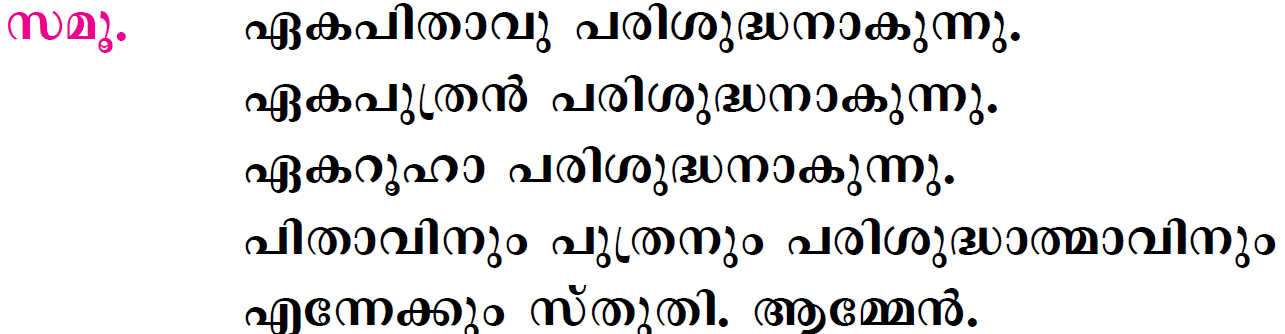 സമൂ. ഏകപിതാവു പരിശുദ്ധനാകുന്നു.
ഏകപുത്രൻ പരിശുദ്ധനാകുന്നു.
ഏകറൂഹാ പരിശുദ്ധനാകുന്നു.
പിതാവിനും പുത്രനും പരിശുദ്ധാത്മാവിനും
എന്നേക്കും സ്തുതി. ആമ്മേൻ.